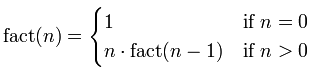 fact(n) = { 1 if n = 0
n · fact(n − 1) if n > 0